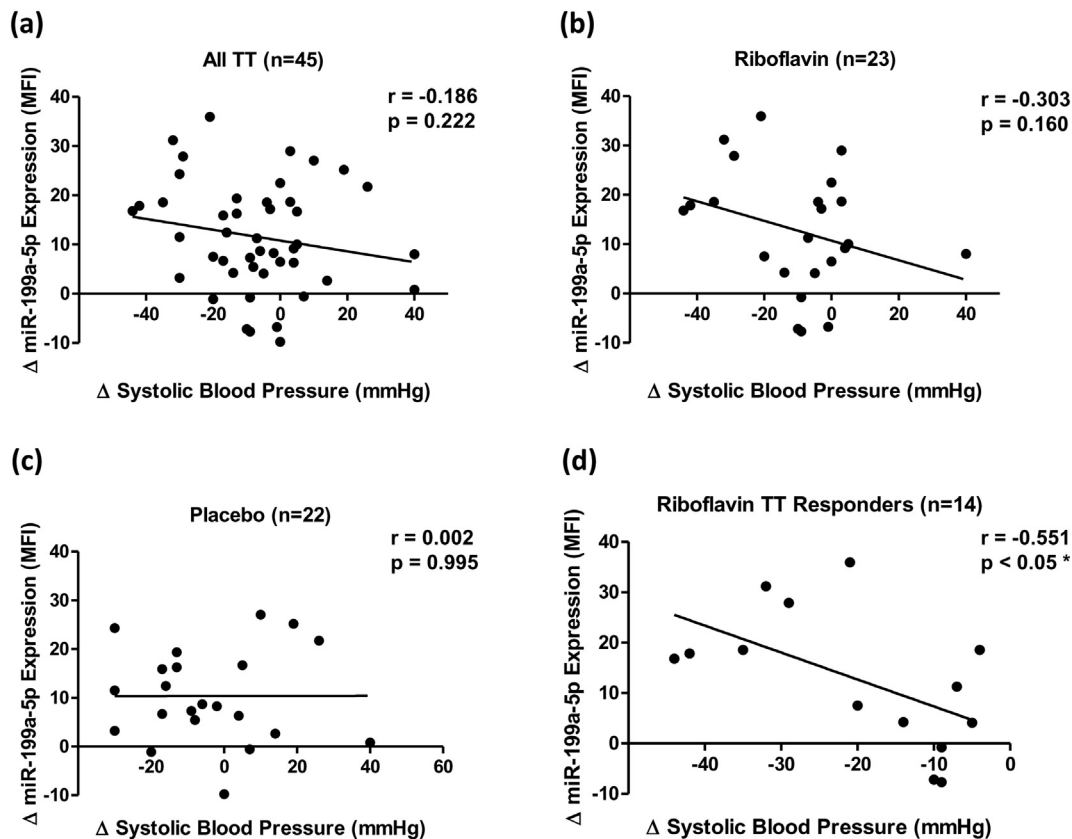 (a)
All TT (n=45)
r = -0.186
p = 0.222
Δ miR-199a-5p Expression (MFI)
40
30
20
10
0
-10
-40
-20
0
20
40
Δ Systolic Blood Pressure (mmHg)
(b)
Riboflavin (n=23)
r = -0.303
p = 0.160
Δ miR-199a-5p Expression (MFI)
40
30
20
10
0
-10
-40
-20
0
20
40
Δ Systolic Blood Pressure (mmHg)
(c)
Placebo (n=22)
r = 0.002
p = 0.995
Δ miR-199a-5p Expression (MFI)
40
30
20
10
0
-10
-20
0
20
40
60
Δ Systolic Blood Pressure (mmHg)
(d)
Riboflavin TT Responders (n=14)
r = -0.551
p < 0.05 *
Δ miR-199a-5p Expression (MFI)
40
30
20
10
0
-10
-40
-30
-20
-10
0
Δ Systolic Blood Pressure (mmHg)